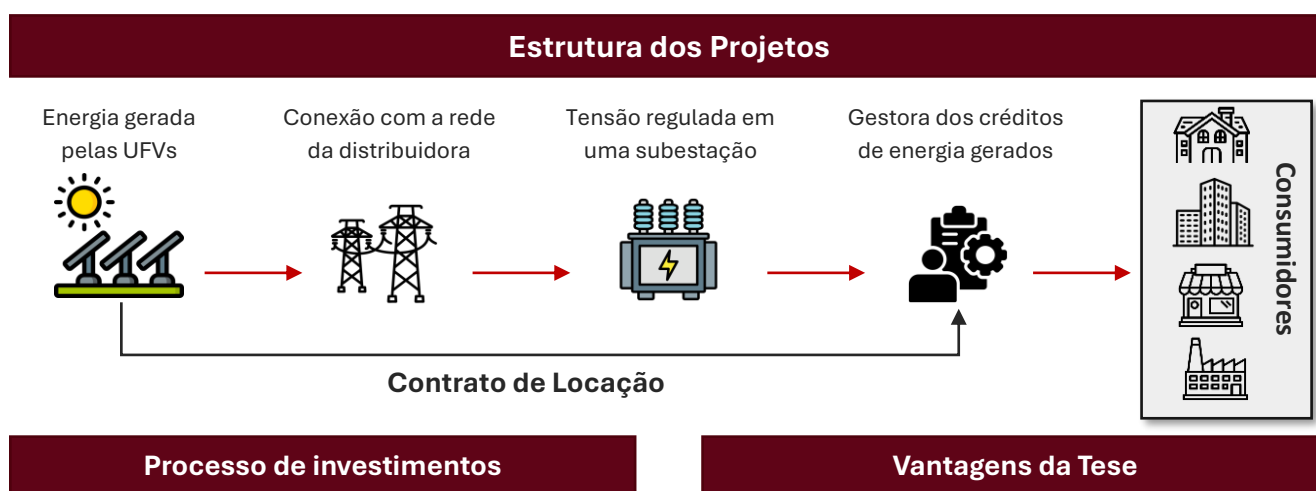 Estrutura dos Projetos
Energia gerada
pelas UFVs
Conexão com a rede
da distribuidora
Tensão regulada em
uma subestação
Gestora dos créditos
de energia gerados
Consumidores
Contrato de Locação
Processo de investimentos
Vantagens da Tese